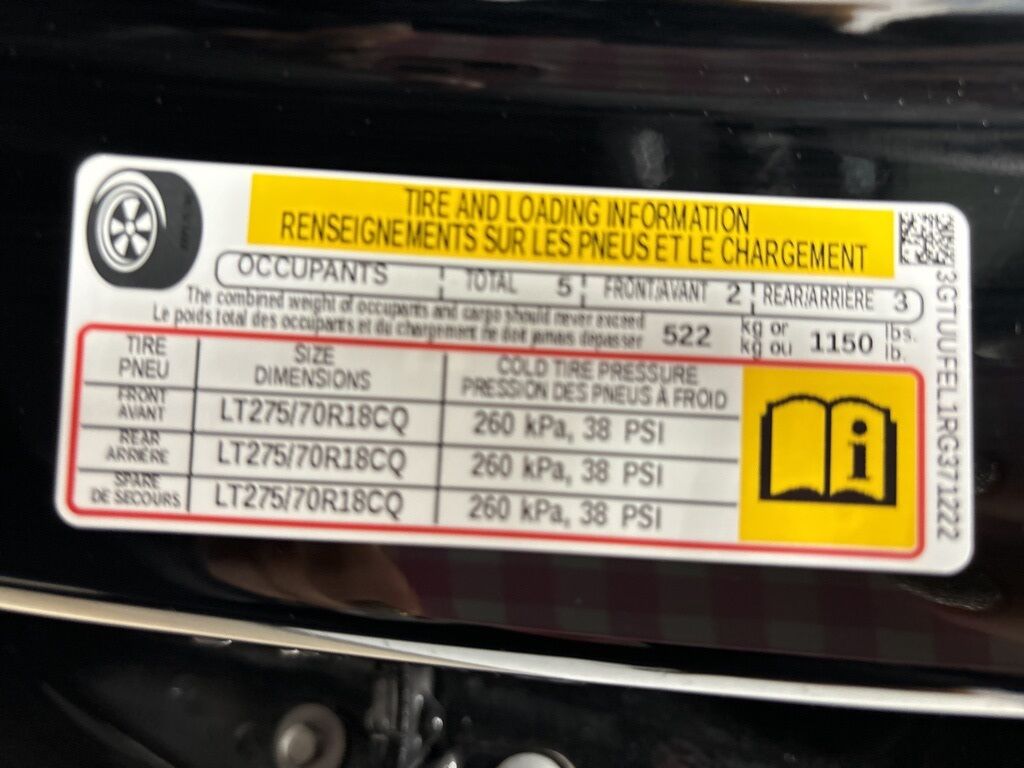 TIRE AND LOADING INFORMATION
RENSEIGNEMENTS SUR LES PNEUS ET LE CHARGEMENT
OCCUPANTS TOTAL 5 FRONT/AVANT 2 REAR/ARRIÈRE 3
The combined weight of occupants and cargo should never exceed 522 kg or 1150 lbs.
Le poids total des occupants et du chargement ne doit jamais dépasser kg ou lb.
TIRE SIZE COLD TIRE PRESSURE
PNEU DIMENSIONS PRESSION DES PNEUS À FROID
FRONT
AVANT LT275/70R18CQ 260 kPa, 38 PSI
REAR
ARRIÈRE LT275/70R18CQ 260 kPa, 38 PSI
SPARE
DE SECOURS LT275/70R18CQ 260 kPa, 38 PSI
3GTUUFEL1RG371222